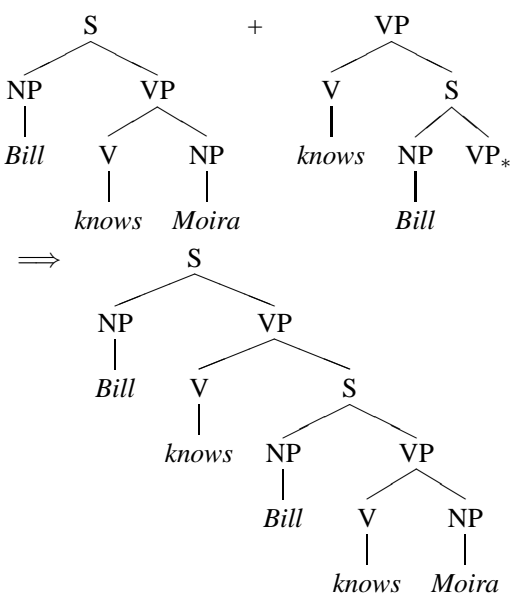 S + VP
NP VP V S
Bill V NP knows NP VP*
knows Moira Bill
⟹ S
NP VP
Bill V S
knows NP VP
Bill V NP
knows Moira